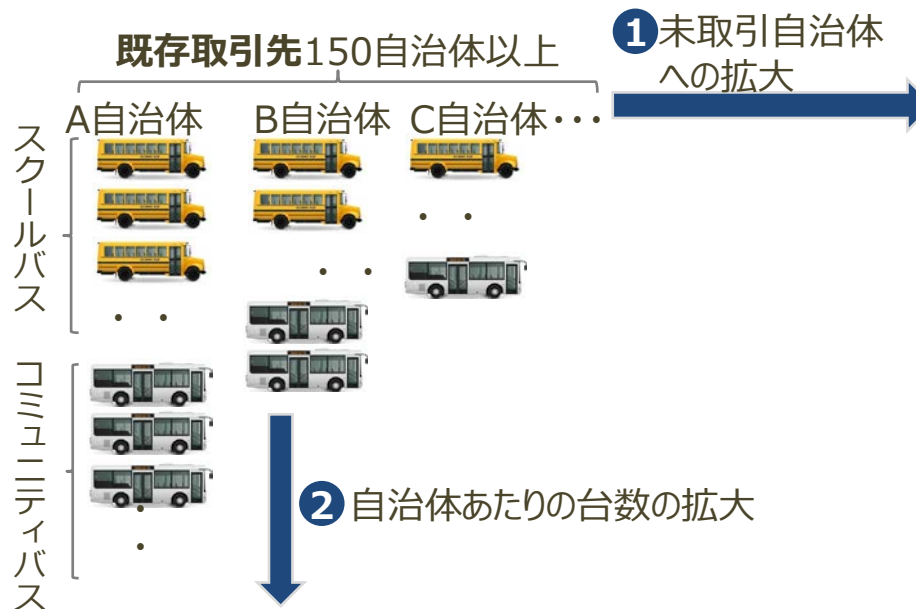 既存取引先150自治体以上
1 未取引自治体
への拡大
A自治体 B自治体 C自治体・・・
スクールバス
コミュニティバス
2 自治体あたりの台数の拡大